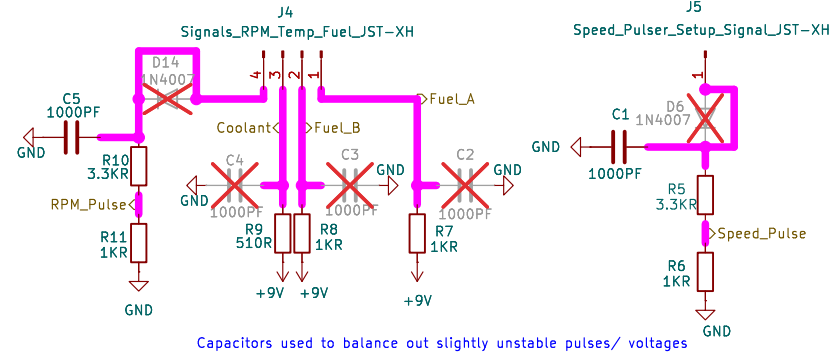 J4
Signals_RPM_Temp_Fuel_JST-XH
J5
Speed_Pulser_Setup_Signal_JST-XH
D14
1N4007
4
3
2
1
1
C5
1000PF
Fuel_A
D6
1N4007
C1
Coolant
Fuel_B
GND
GND
1000PF
R10
3.3KR
C4
GND
1000PF
C3
GND
1000PF
C2
GND
1000PF
R5
3.3KR
RPM_Pulse
R11
1KR
R9
510R
R8
1KR
R7
1KR
Speed_Pulse
R6
1KR
GND
+9V
+9V
+9V
GND
Capacitors used to balance out slightly unstable pulses/ voltages